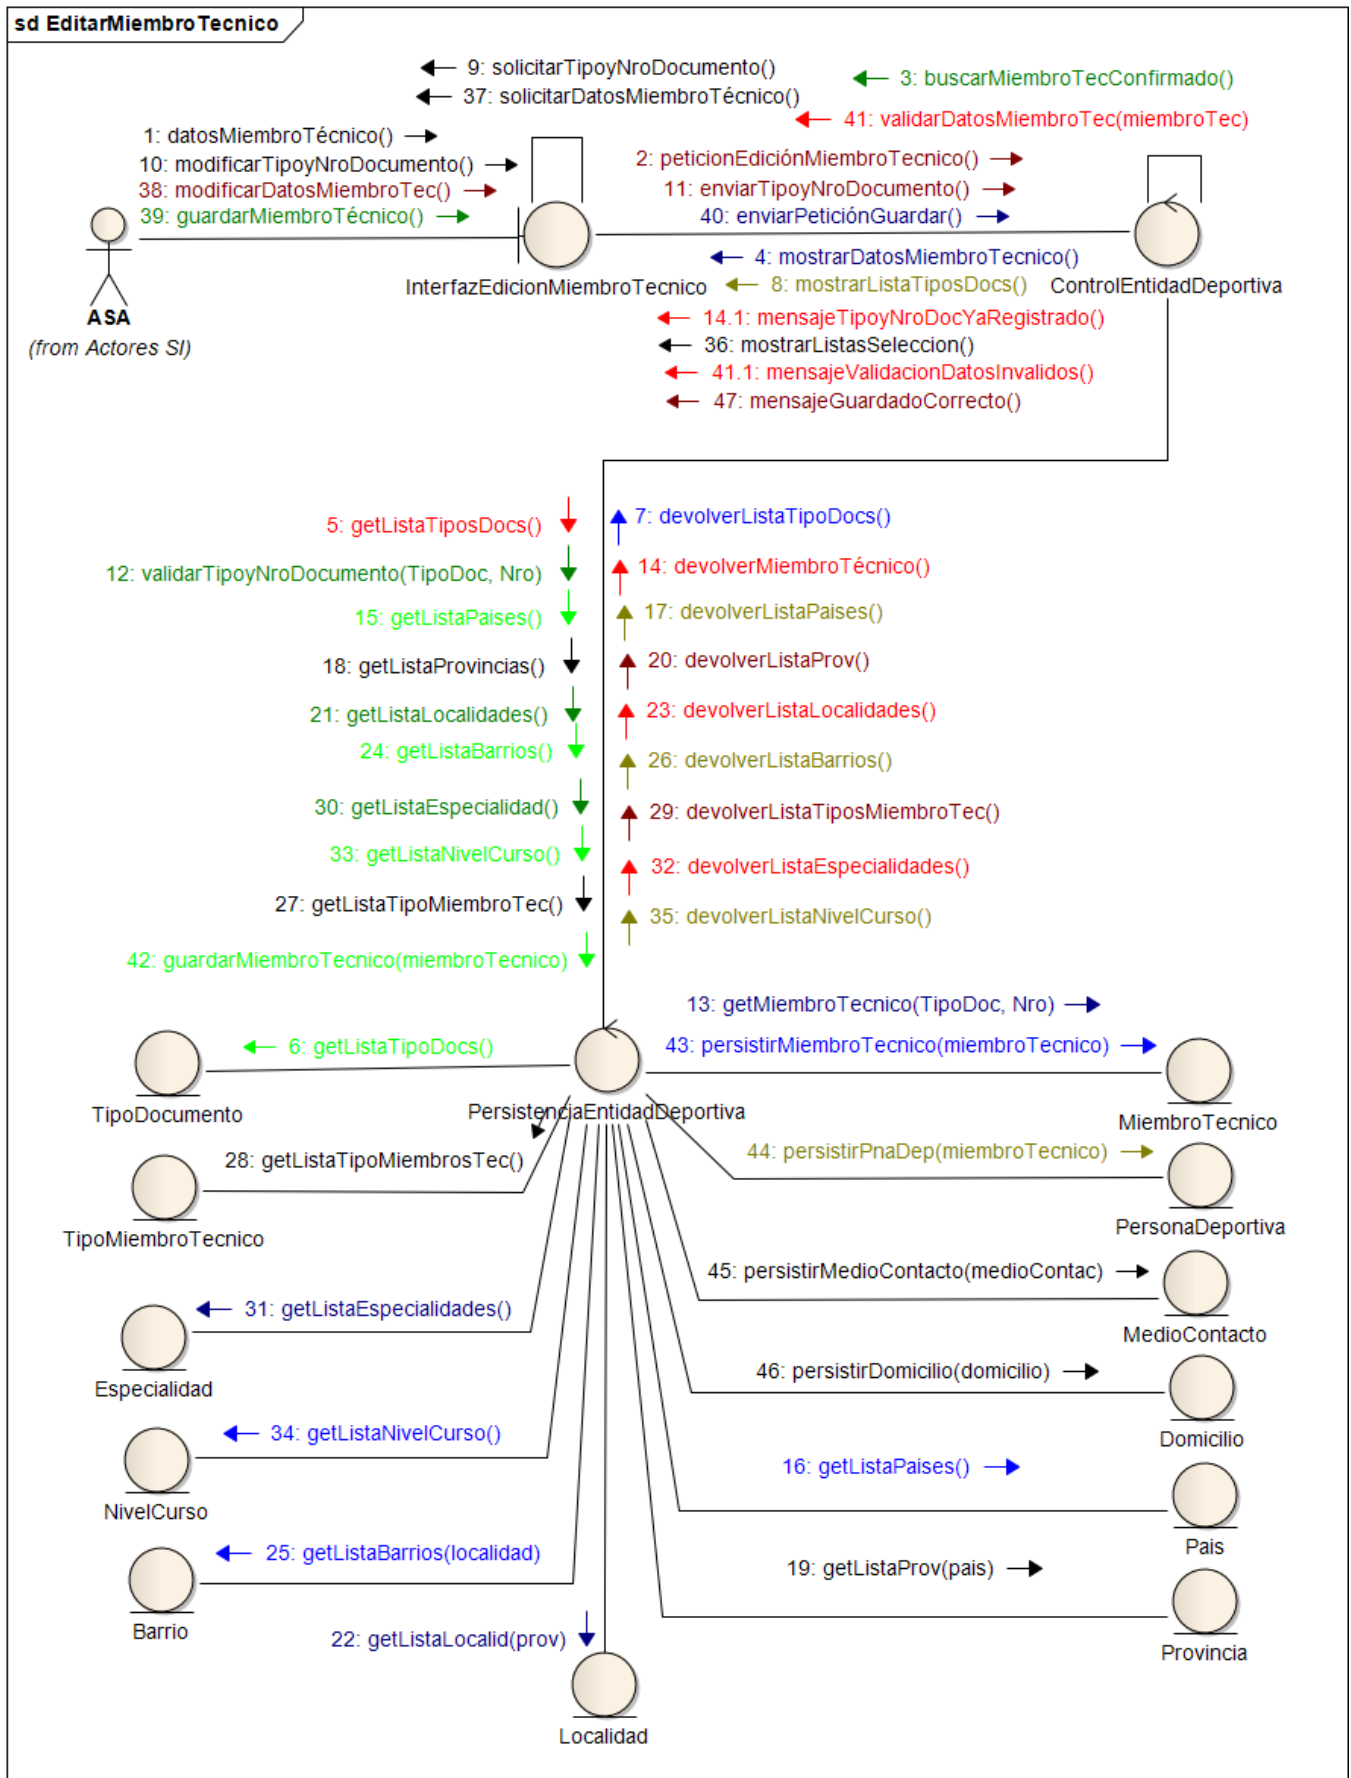 sd EditarMiembroTecnico
9: solicitarTipoyNroDocumento()
3: buscarMiembroTecConfirmado()
37: solicitarDatosMiembroTécnico()
41: validarDatosMiembroTec(miembroTec)
1: datosMiembroTécnico()
10: modificarTipoyNroDocumento()
2: peticionEdiciónMiembroTecnico()
38: modificarDatosMiembroTec()
11: enviarTipoyNroDocumento()
39: guardarMiembroTécnico()
40: enviarPeticiónGuardar()
4: mostrarDatosMiembroTecnico()
InterfazEdicionMiembroTecnico
8: mostrarListaTiposDocs()
ControlEntidadDeportiva
ASA
(from Actores SI)
14.1: mensajeTipoyNroDocYaRegistrado()
36: mostrarListasSeleccion()
41.1: mensajeValidacionDatosInvalidos()
47: mensajeGuardadoCorrecto()
5: getListaTiposDocs()
7: devolverListaTipoDocs()
12: validarTipoyNroDocumento(TipoDoc, Nro)
14: devolverMiembroTécnico()
15: getListaPaises()
17: devolverListaPaises()
18: getListaProvincias()
20: devolverListaProv()
21: getListaLocalidades()
23: devolverListaLocalidades()
24: getListaBarrios()
26: devolverListaBarrios()
30: getListaEspecialidad()
29: devolverListaTiposMiembroTec()
33: getListaNivelCurso()
32: devolverListaEspecialidades()
27: getListaTipoMiembroTec()
35: devolverListaNivelCurso()
42: guardarMiembroTecnico(miembroTecnico)
13: getMiembroTecnico(TipoDoc, Nro)
6: getListaTipoDocs()
43: persistirMiembroTecnico(miembroTecnico)
TipoDocumento
PersistenciaEntidadDeportiva
MiembroTecnico
28: getListaTipoMiembrosTec()
44: persistirPnaDep(miembroTecnico)
TipoMiembroTecnico
PersonaDeportiva
45: persistirMedioContacto(medioContac)
31: getListaEspecialidades()
MedioContacto
46: persistirDomicilio(domicilio)
Especialidad
34: getListaNivelCurso()
Domicilio
16: getListaPaises()
NivelCurso
Pais
25: getListaBarrios(localidad)
19: getListaProv(pais)
Barrio
22: getListaLocalid(prov)
Provincia
Localidad